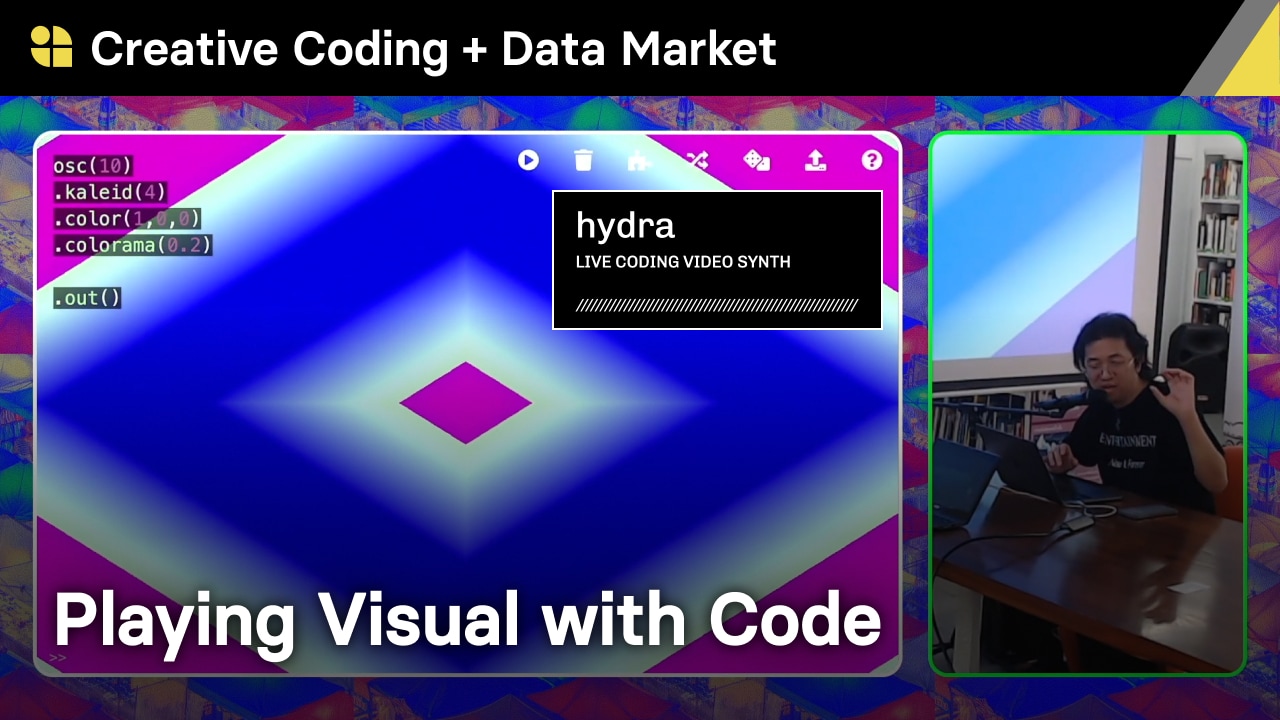 Creative Coding + Data Market
osc(10)
.kaleid(4)
.color(1,0,0)
.colorama(0.2)
.out()
hydra
LIVE CODING VIDEO SYNTH
////////////////////////////////////////////////////////////
ENTERTAINMENT
Playing Visual with Code
>>